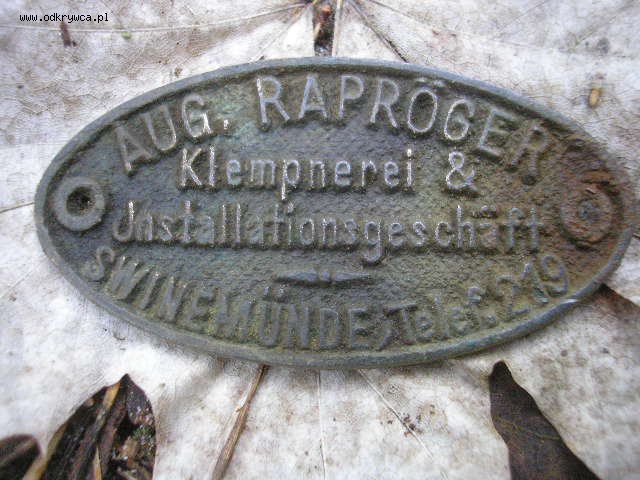 www.odkrywca.pl
AUG. RAPRÖGER
Klempnerei &
Jnstallationsgeschäft
SWINEMÜNDE, Telef. 219